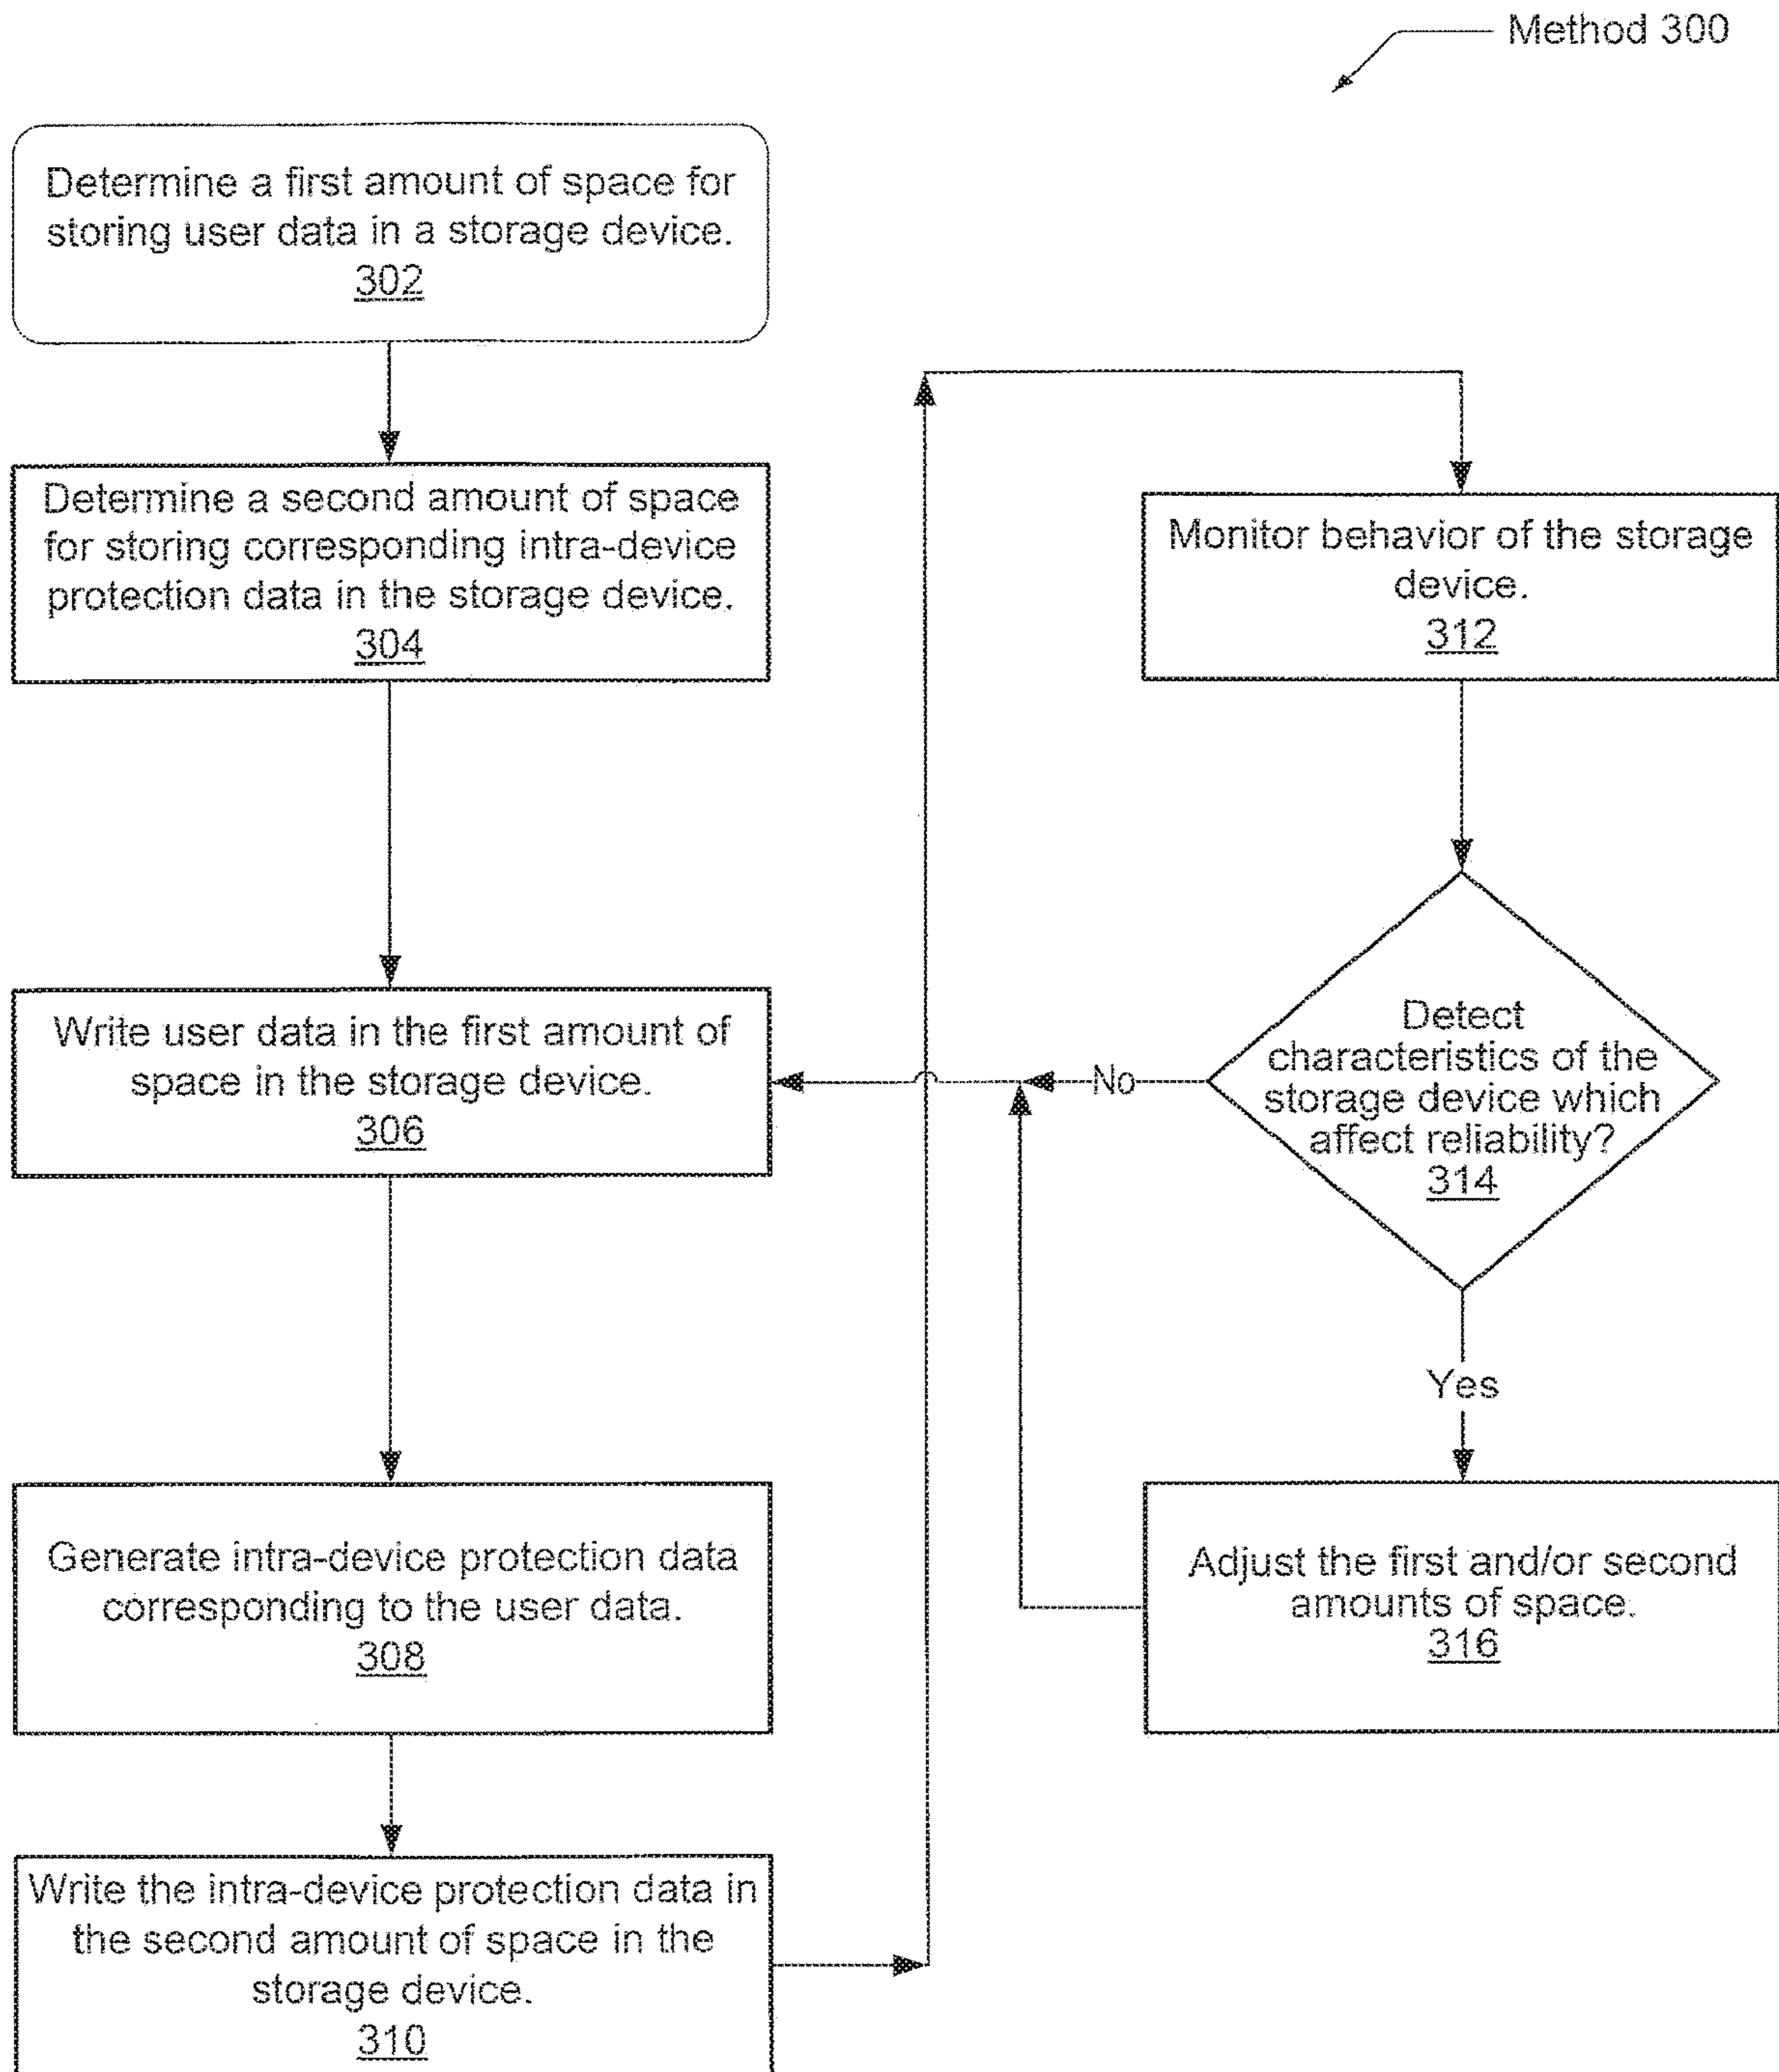 Method 300
Determine a first amount of space for
storing user data in a storage device.
302
Determine a second amount of space
for storing corresponding intra-device
protection data in the storage device.
304
Write user data in the first amount of
space in the storage device.
306
Generate intra-device protection data
corresponding to the user data.
308
Write the intra-device protection data in
the second amount of space in the
storage device.
310
Monitor behavior of the storage
device.
312
Detect
characteristics of the
storage device which
affect reliability?
314
No
Yes
Adjust the first and/or second
amounts of space.
316